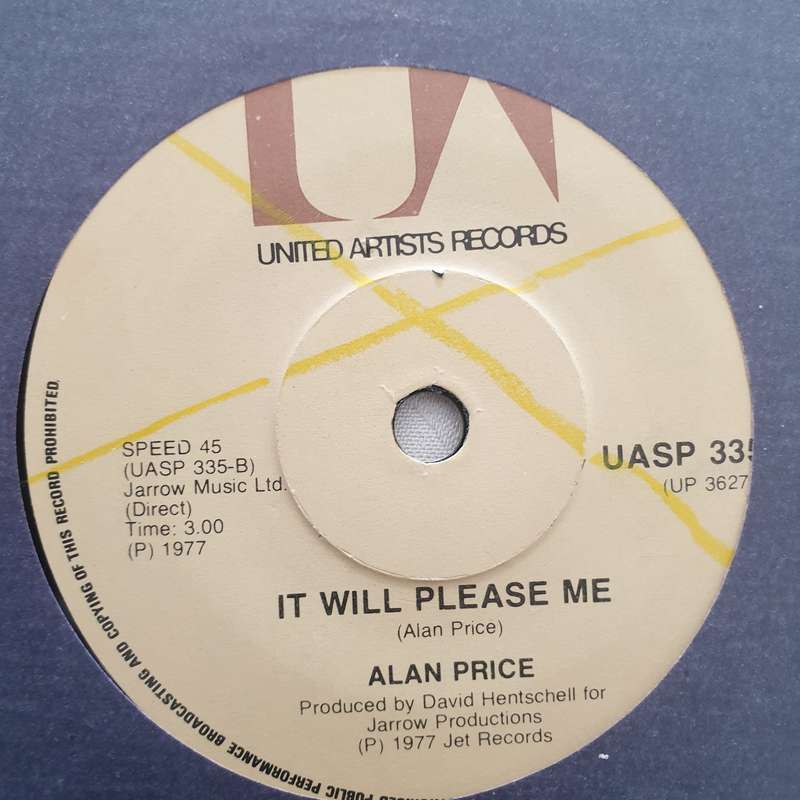 UA
UNITED ARTISTS RECORDS
SPEED 45
(UASP 335-B)
Jarrow Music Ltd.
(Direct)
Time: 3.00
(P) 1977
UASP 335
(UP 3627
IT WILL PLEASE ME
(Alan Price)
ALAN PRICE
Produced by David Hentschell for
Jarrow Productions
(P) 1977 Jet Records
PUBLIC PERFORMANCE BROADCASTING AND COPYING OF THIS RECORD PROHIBITED.